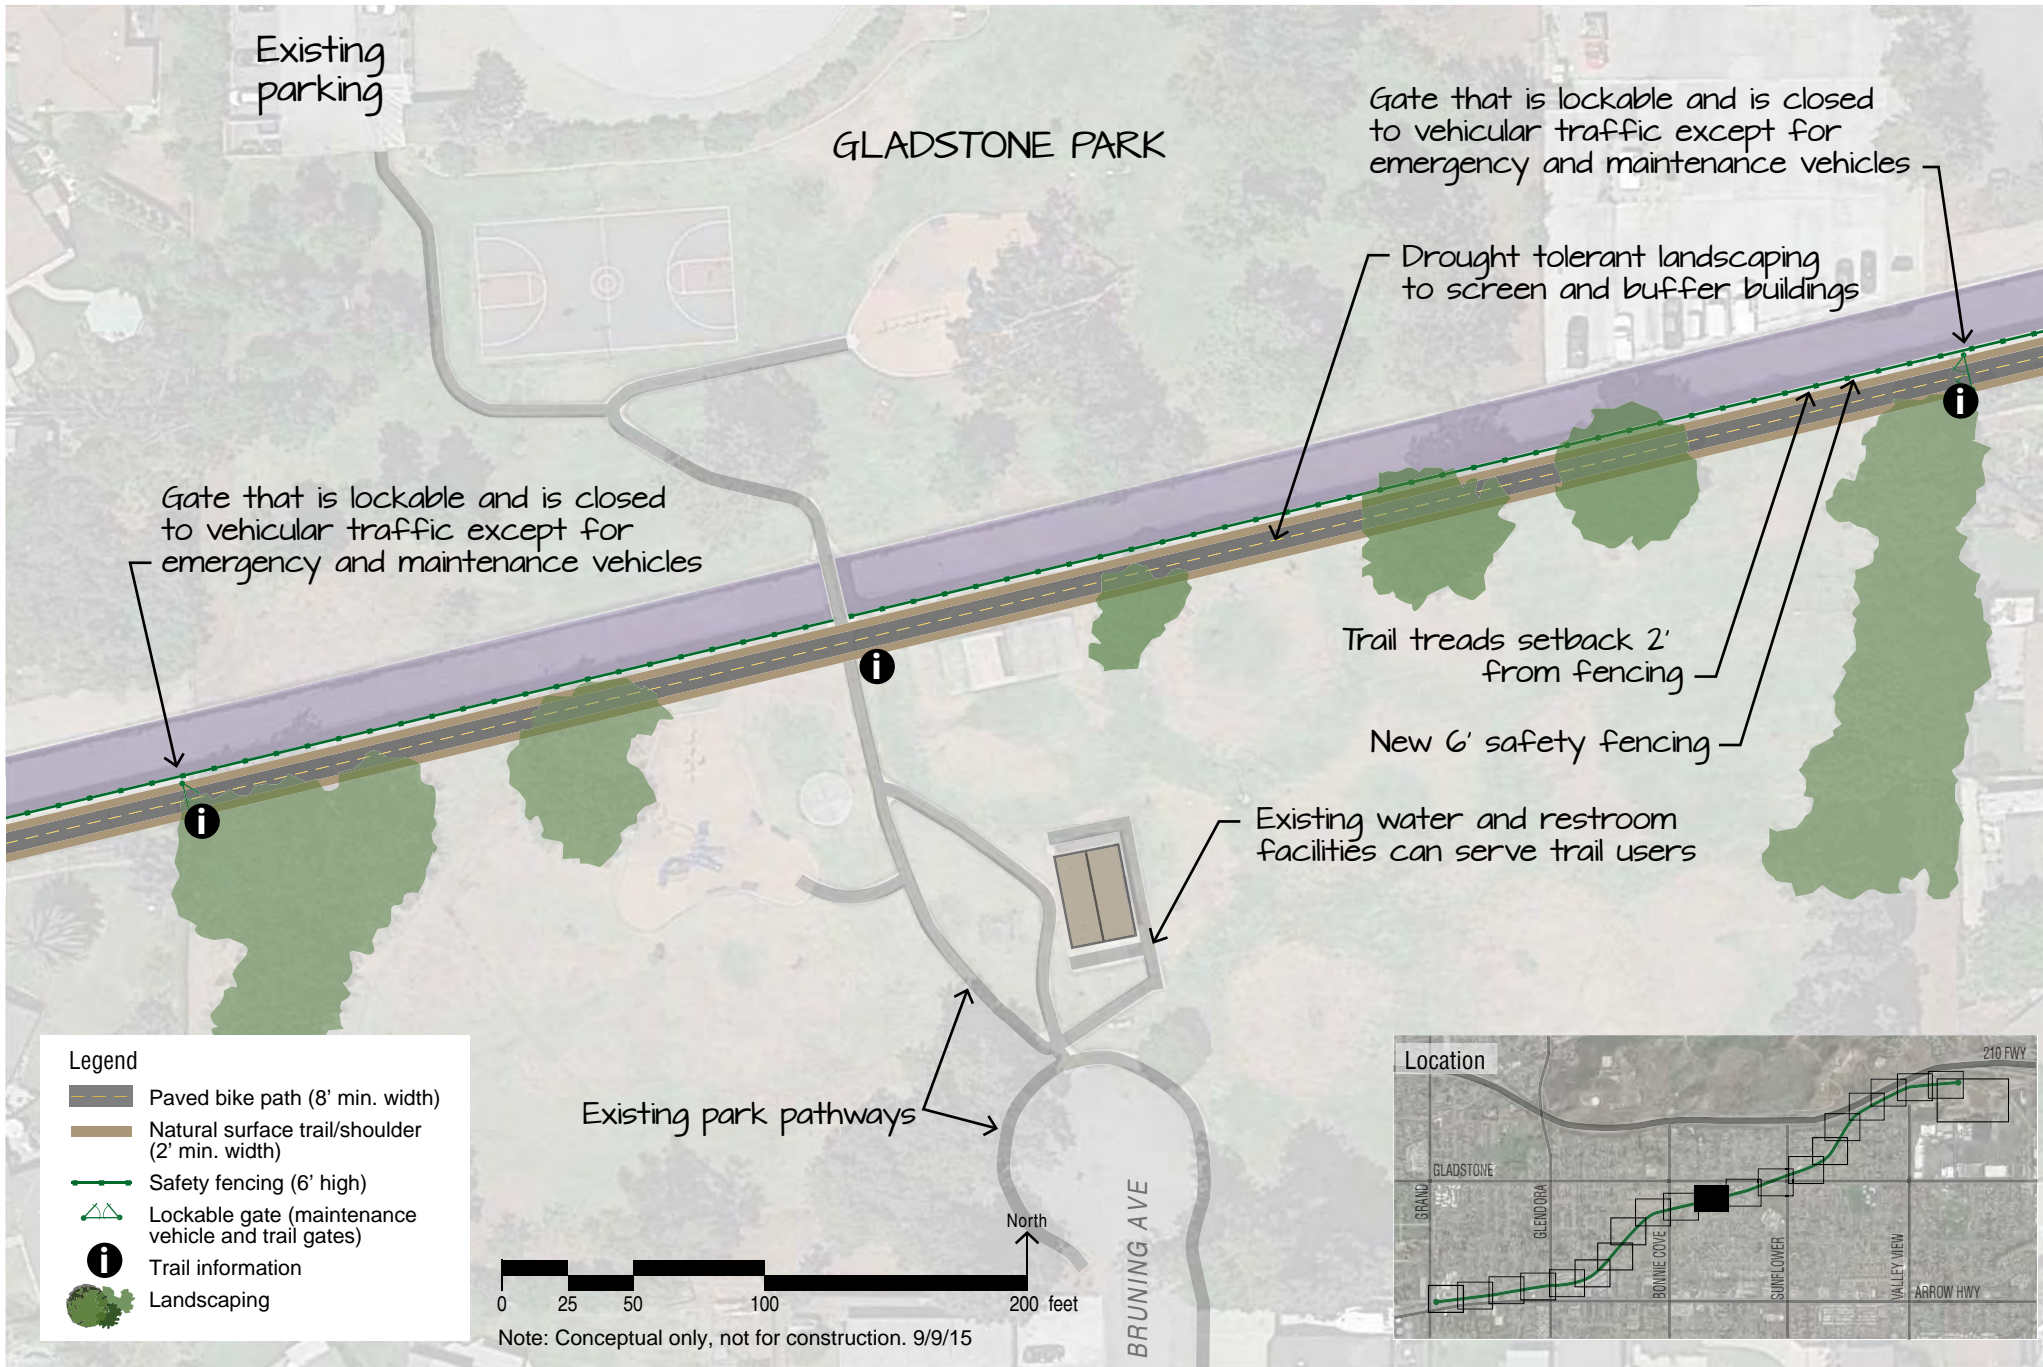 Existing
parking
GLADSTONE PARK
Gate that is lockable and is closed
to vehicular traffic except for
emergency and maintenance vehicles
Drought tolerant landscaping
to screen and buffer buildings
Gate that is lockable and is closed
to vehicular traffic except for
emergency and maintenance vehicles
Trail treads setback 2'
from fencing
New 6' safety fencing
Existing water and restroom
facilities can serve trail users
Existing park pathways
BRUNING AVE
i
i
i
Legend
Paved bike path (8' min. width)
Natural surface trail/shoulder
(2' min. width)
Safety fencing (6' high)
Lockable gate (maintenance
vehicle and trail gates)
i
Trail information
Landscaping
North
0 25 50 100 200 feet
Note: Conceptual only, not for construction. 9/9/15
Location
210 FWY
GLADSTONE
GRAND
GLENDORA
BONNIE COVE
SUNFLOWER
VALLEY VIEW
ARROW HWY